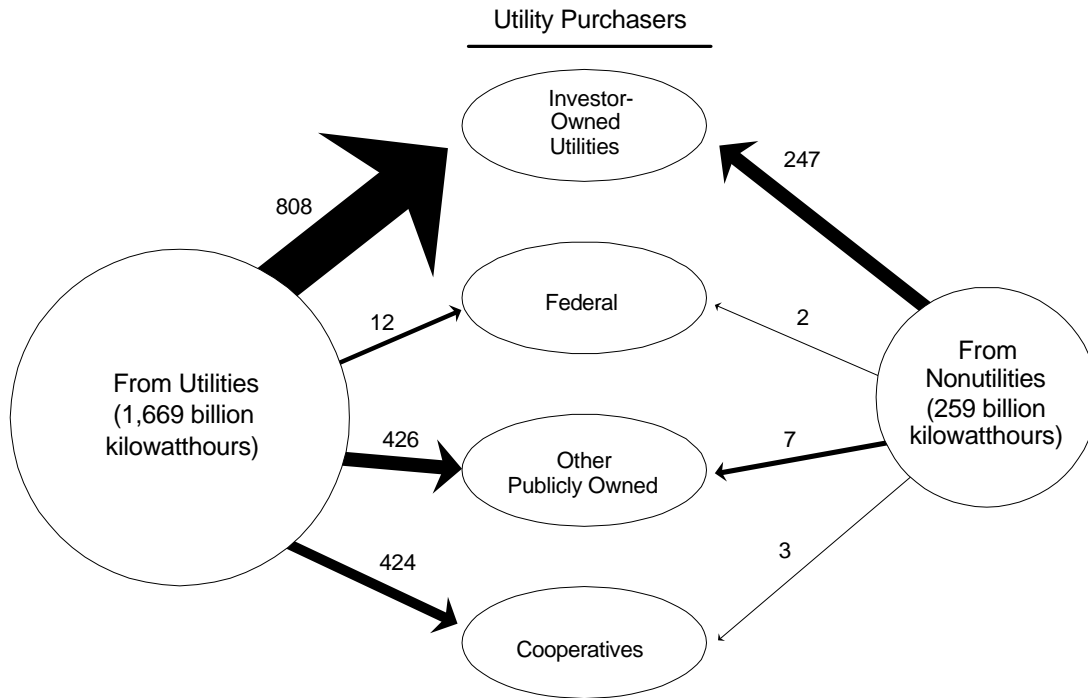 Utility Purchasers
Investor-
Owned
Utilities
247
808
Federal
12
2
From Utilities
(1,669 billion
kilowatthours)
From
Nonutilities
(259 billion
kilowatthours)
426
7
Other
Publicly Owned
424
3
Cooperatives